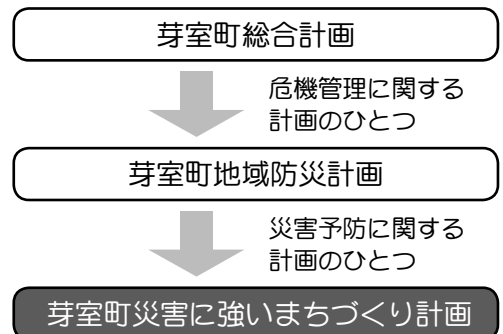 芽室町総合計画
危機管理に関する
計画のひとつ
芽室町地域防災計画
災害予防に関する
計画のひとつ
芽室町災害に強いまちづくり計画